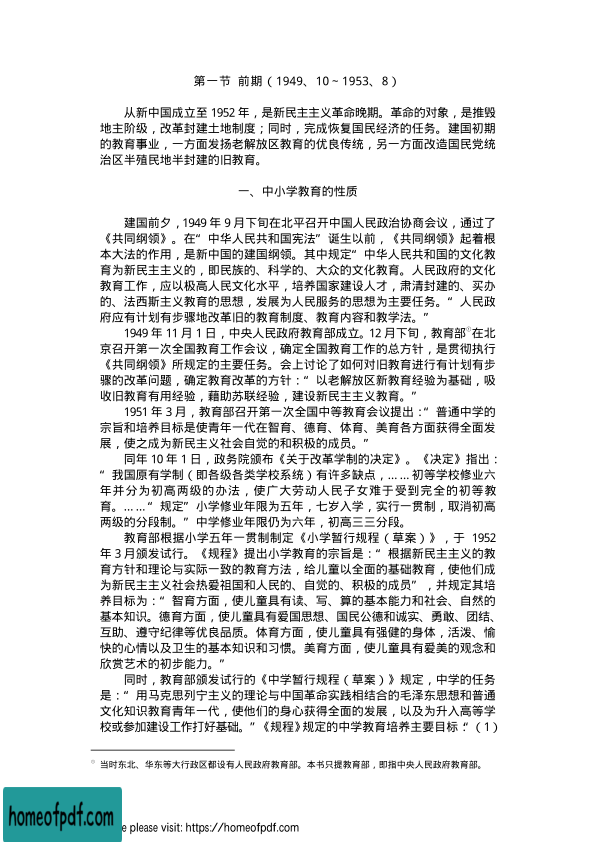 第一节 前期（1949、10～1953、8）
从新中国成立至 1952 年，是新民主主义革命晚期。革命的对象，是推毁
地主阶级，改革封建土地制度；同时，完成恢复国民经济的任务。建国初期
的教育事业，一方面发扬老解放区教育的优良传统，另一方面改造国民党统
治区半殖民地半封建的旧教育。
一、中小学教育的性质
建国前夕，1949 年 9 月下旬在北平召开中国人民政治协商会议，通过了
《共同纲领》。在“中华人民共和国宪法”诞生以前，《共同纲领》起着根
本大法的作用，是新中国的建国纲领。其中规定“中华人民共和国的文化教
育为新民主主义的，即民族的、科学的、大众的文化教育。人民政府的文化
教育工作，应以极高人民文化水平，培养国家建设人才，肃清封建的、买办
的、法西斯主义教育的思想，发展为人民服务的思想为主要任务。“人民政
府应有计划有步骤地改革旧的教育制度、教育内容和教学法。”
1949 年 11 月 1 日，中央人民政府教育部成立。12 月下旬，教育部※在北
京召开第一次全国教育工作会议，确定全国教育工作的总方针，是贯彻执行
《共同纲领》所规定的主要任务。会上讨论了如何对旧教育进行有计划有步
骤的改革问题，确定教育改革的方针：“以老解放区新教育经验为基础，吸
收旧教育有用经验，藉助苏联经验，建设新民主主义教育。”
1951 年 3 月，教育部召开第一次全国中等教育会议提出：“普通中学的
宗旨和培养目标是使青年一代在智育、德育、体育、美育各方面获得全面发
展，使之成为新民主义社会自觉的和积极的成员。”
同年 10 年 1 日，政务院颁布《关于改革学制的决定》。《决定》指出：
“我国原有学制（即各级各类学校系统）有许多缺点，……初等学校修业六
年并分为初高两级的办法，使广大劳动人民子女难于受到完全的初等教
育。……“规定”小学修业年限为五年，七岁入学，实行一贯制，取消初高
两级的分段制。”中学修业年限仍为六年，初高三三分段。
教育部根据小学五年一贯制制定《小学暂行规程（草案）》，于 1952
年 3 月颁发试行。《规程》提出小学教育的宗旨是：“根据新民主主义的教
育方针和理论与实际一致的教育方法，给儿童以全面的基础教育，使他们成
为新民主主义社会热爱祖国和人民的、自觉的、积极的成员”，并规定其培
养目标为：“智育方面，使儿童具有读、写、算的基本能力和社会、自然的
基本知识。德育方面，使儿童具有爱国思想、国民公德和诚实、勇敢、团结、
互助、遵守纪律等优良品质。体育方面，使儿童具有强健的身体，活泼、愉
快的心情以及卫生的基本知识和习惯。美育方面，使儿童具有爱美的观念和
欣赏艺术的初步能力。”
同时，教育部颁发试行的《中学暂行规程（草案）》规定，中学的任务
是：“用马克思列宁主义的理论与中国革命实践相结合的毛泽东思想和普通
文化知识教育青年一代，使他们的身心获得全面的发展，以及为升入高等学
校或参加建设工作打好基础。”《规程》规定的中学教育培养主要目标：“（1）
※ 当时东北、华东等大行政区都设有人民政府教育部。本书只提教育部，即指中央人民政府教育部。
homeofpdf.com
e please visit: https://homeofpdf.com